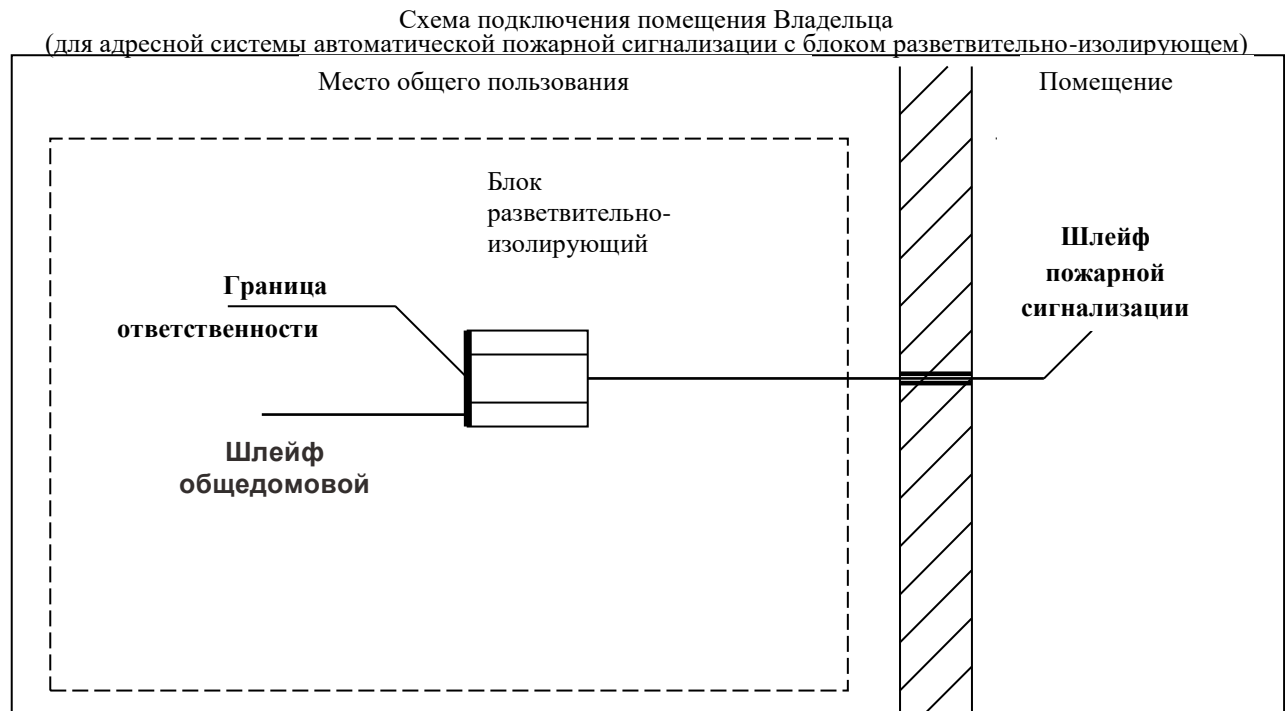 Схема подключения помещения Владельца
(для адресной системы автоматической пожарной сигнализации с блоком разветвительно-изолирующем)
Место общего пользования
Помещение
Блок
разветвительно-
изолирующий
Граница
ответственности
Шлейф
общедомовой
Шлейф
пожарной
сигнализации